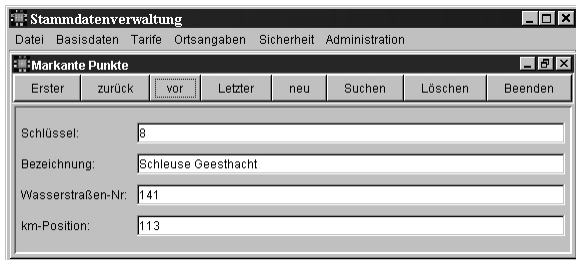 Stammdatenverwaltung
Datei Basisdaten Tarife Ortsangaben Sicherheit Administration
Markante Punkte
Erster zurück vor Letzter neu Suchen Löschen Beenden
Schlüssel: 8
Bezeichnung: Schleuse Geesthacht
Wasserstraßen-Nr: 141
km-Position: 113